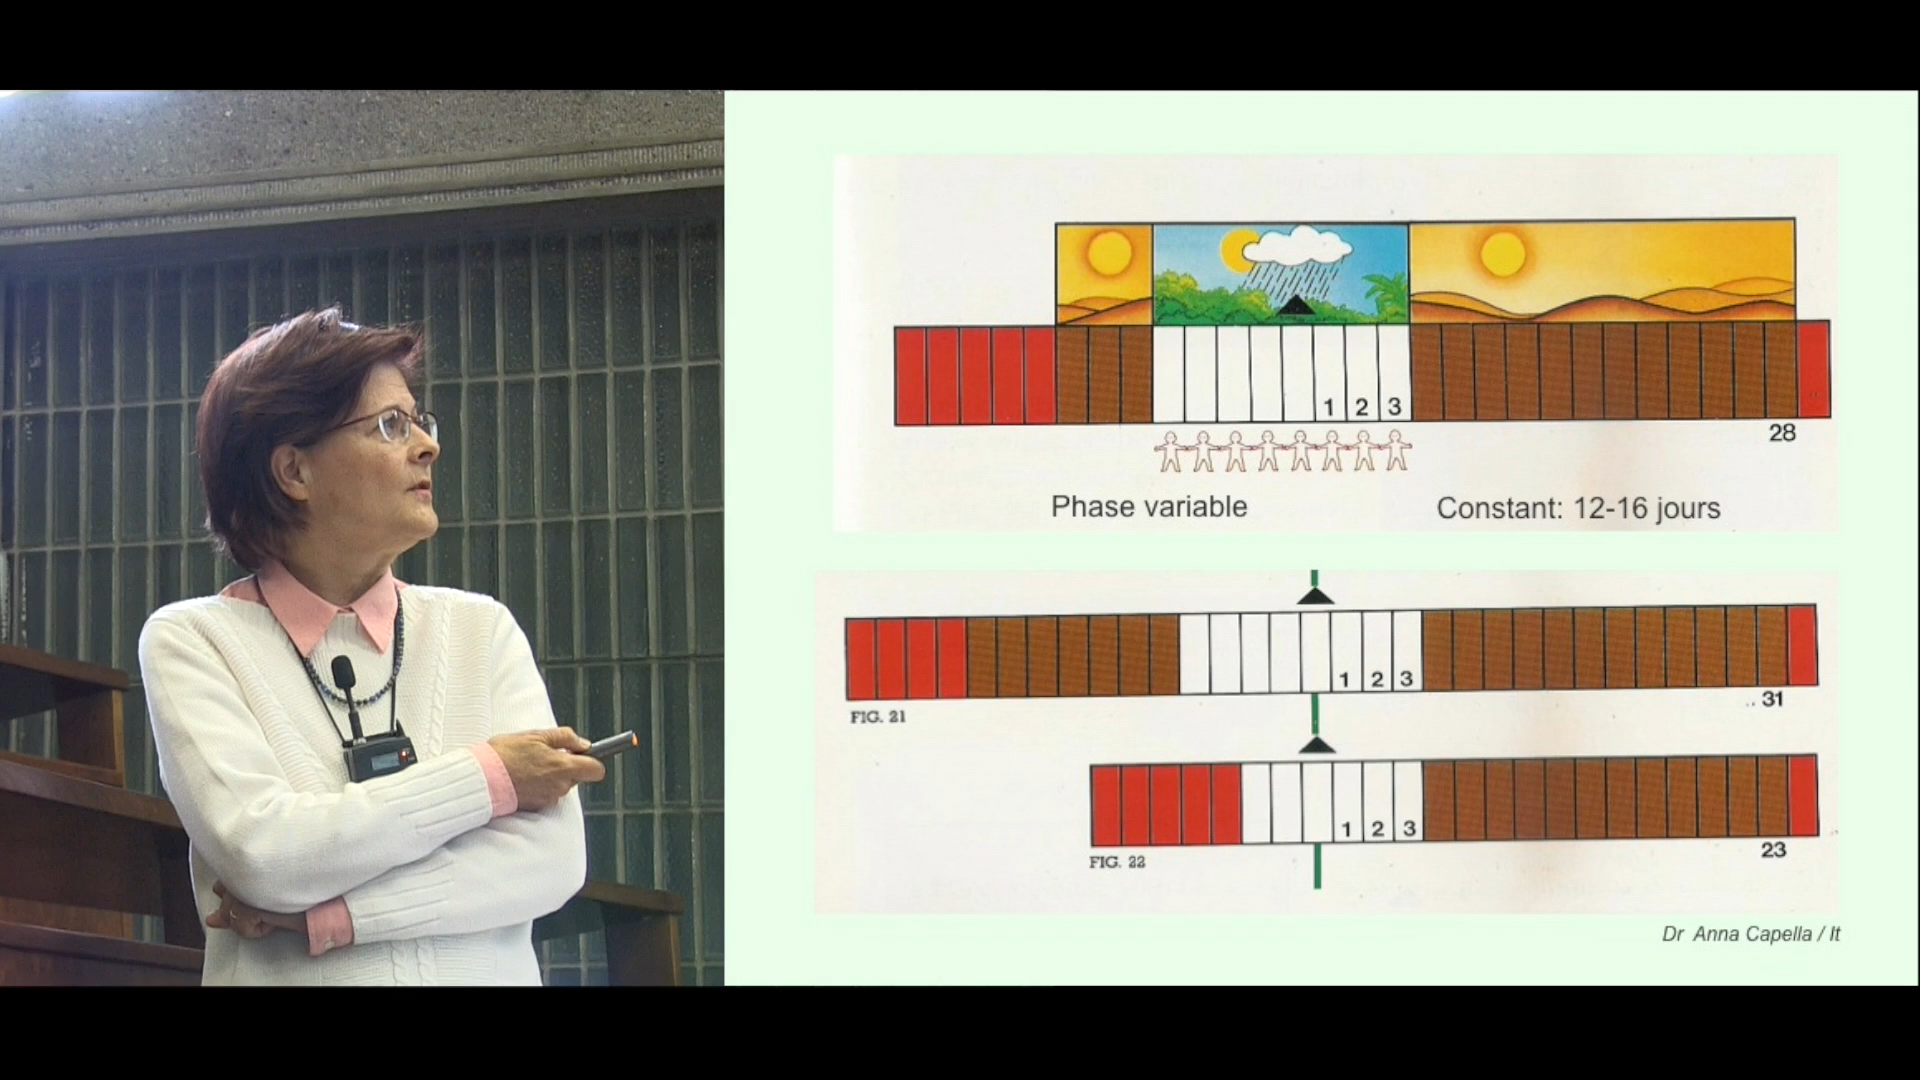 1 2 3
28
Phase variable
Constant: 12-16 jours
1 2 3
31
FIG. 21
1 2 3
23
FIG. 22
Dr Anna Capella / It